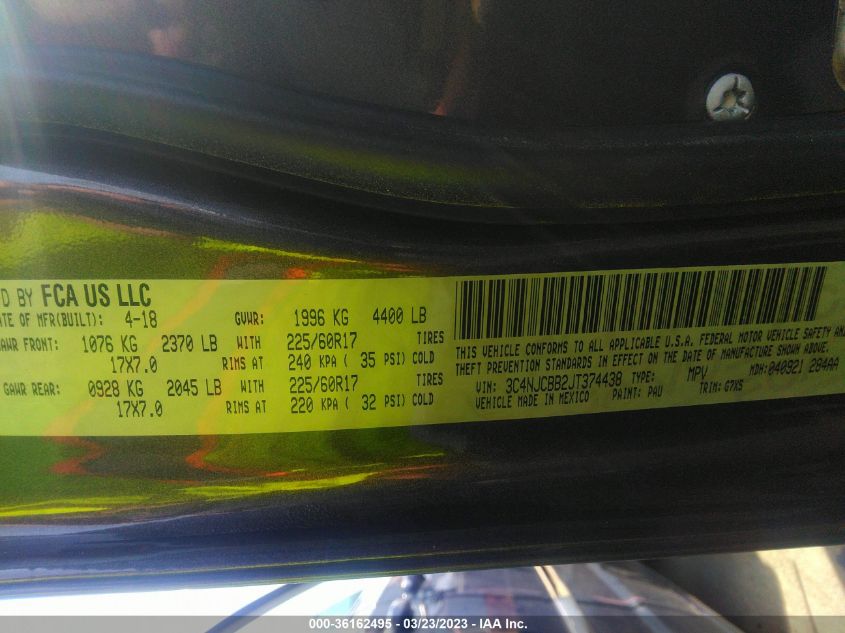 D BY FCA US LLC
ATE OF MFR(BUILT): 4-18 GVWR: 1996 KG 4400 LB
AWR FRONT: 1076 KG 2370 LB WITH 225/60R17 TIRES
17X7.0 RIMS AT 240 KPA ( 35 PSI) COLD
GAWR REAR: 0928 KG 2045 LB WITH 225/60R17 TIRES
17X7.0 RIMS AT 220 KPA ( 32 PSI) COLD
THIS VEHICLE CONFORMS TO ALL APPLICABLE U.S.A. FEDERAL MOTOR VEHICLE SAFETY AN
THEFT PREVENTION STANDARDS IN EFFECT ON THE DATE OF MANUFACTURE SHOWN ABOVE.
VIN: 3C4NJCBB2JT374438 TYPE: MPV MDH: 040921 284AA
VEHICLE MADE IN MEXICO PAINT: PAU TRIM: G7X5
000-36162495 - 03/23/2023 - IAA Inc.